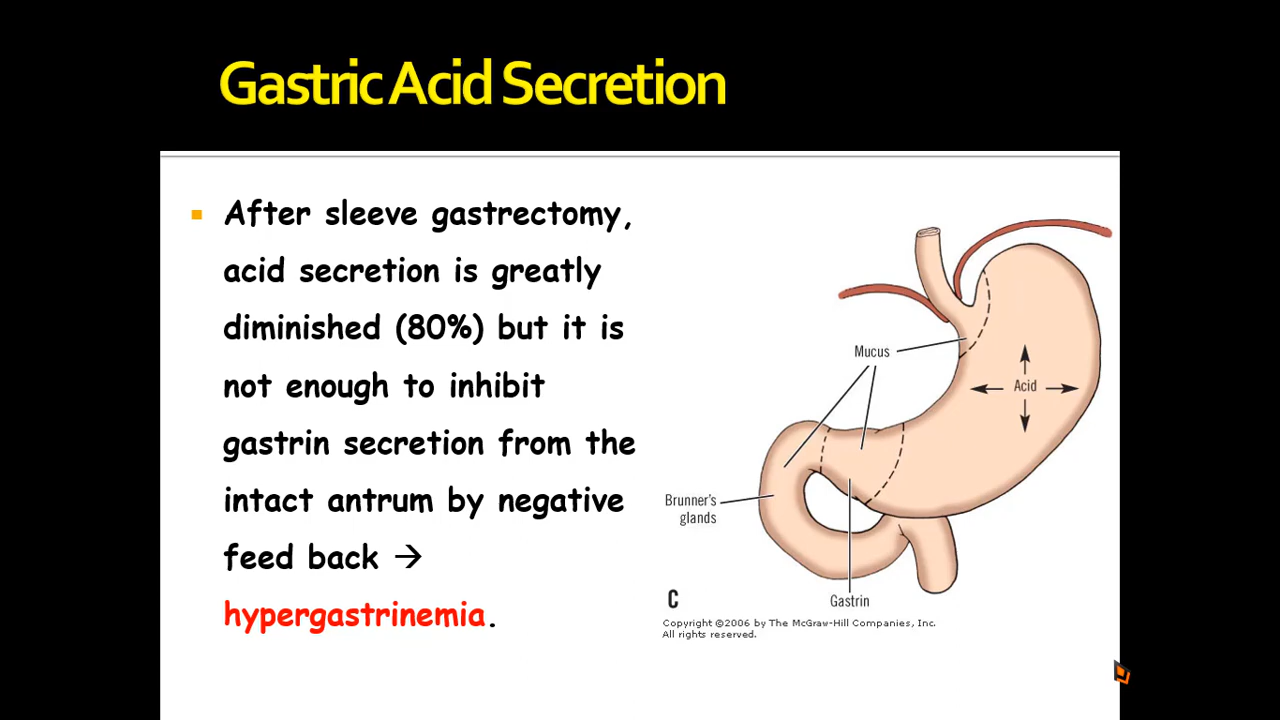 Gastric Acid Secretion
▪ After sleeve gastrectomy,
acid secretion is greatly
diminished (80%) but it is
not enough to inhibit
gastrin secretion from the
intact antrum by negative
feed back →
hypergastrinemia.
Mucus
Acid
Brunner's
glands
Gastrin
C
Copyright ©2006 by The McGraw-Hill Companies, Inc.
All rights reserved.